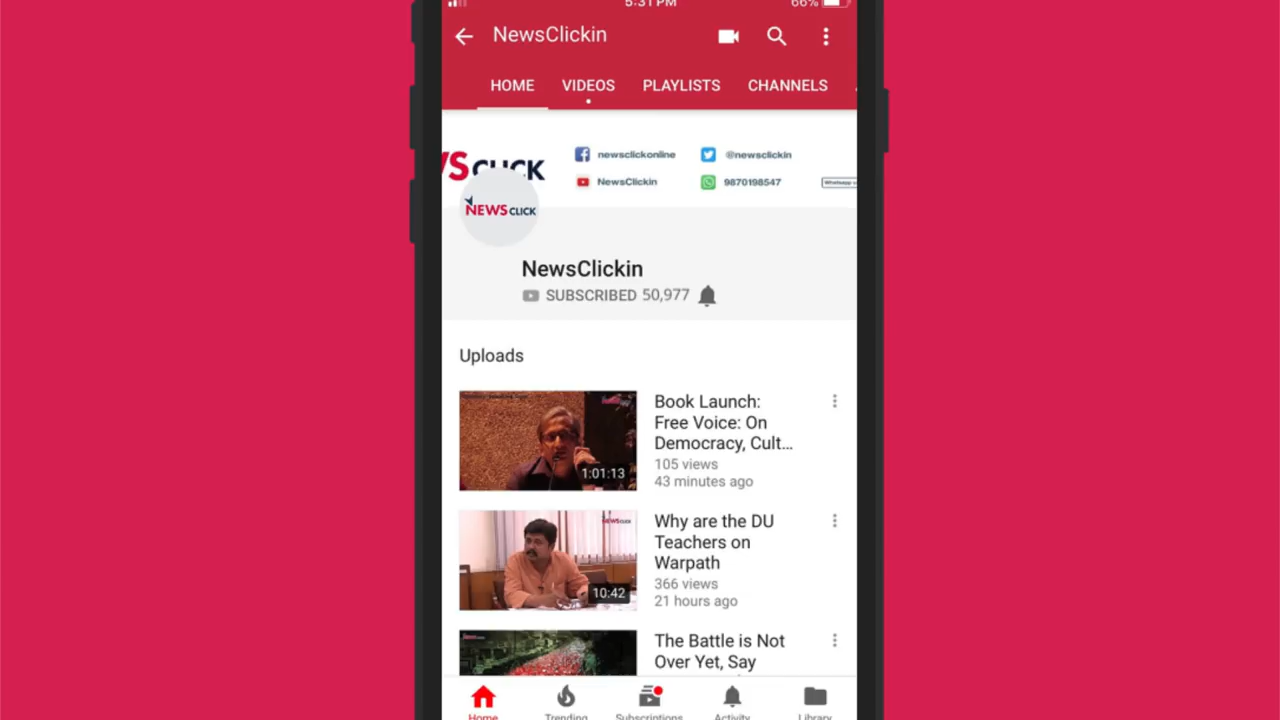 5:31 PM
66%
NewsClickin
HOME VIDEOS PLAYLISTS CHANNELS
CLICK
newsclickonline @newsclickin
NewsClickin 9870198547
NEWS CLICK
NewsClickin
SUBSCRIBED 50,977
Uploads
Book Launch:
Free Voice: On
Democracy, Cult...
105 views
43 minutes ago
1:01:13
Why are the DU
Teachers on
Warpath
366 views
21 hours ago
NEWSCLICK
10:42
The Battle is Not
Over Yet, Say
Home Trending Subscriptions Activity Library